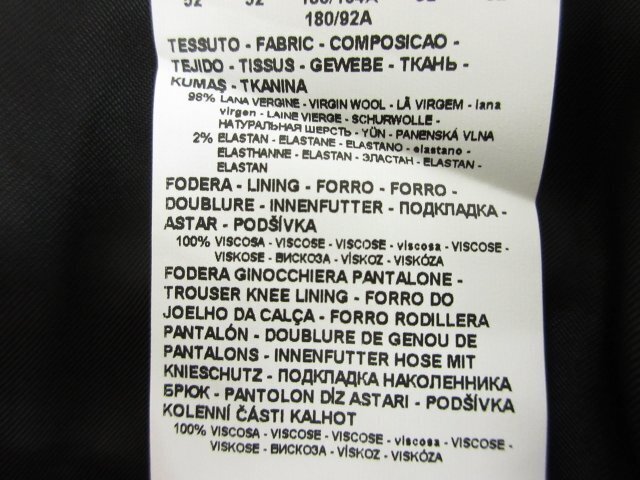 180/92A
TESSUTO - FABRIC - COMPOSICAO -
TEJIDO - TISSUS - GEWEBE - ТКАНЬ -
KUMAŞ - TKANINA
98% LANA VERGINE - VIRGIN WOOL - LÃ VIRGEM - lana
virgen - LAINE VIERGE - SCHURWOLLE -
НАТУРАЛЬНАЯ ШЕРСТЬ - YÜN - PANENSKÁ VLNA
2% ELASTAN - ELASTANE - ELASTANO - elastano -
ELASTHANNE - ELASTAN - ЭЛАСТАН - ELASTAN -
ELASTAN
FODERA - LINING - FORRO - FORRO -
DOUBLURE - INNENFUTTER - ПОДКЛАДКА -
ASTAR - PODŠÍVKA
100% VISCOSA - VISCOSE - VISCOSE - viscosa - VISCOSE -
VISKOSE - ВИСКОЗА - VİSKOZ - VISKÓZA
FODERA GINOCCHIERA PANTALONE -
TROUSER KNEE LINING - FORRO DO
JOELHO DA CALÇA - FORRO RODILLERA
PANTALÓN - DOUBLURE DE GENOU DE
PANTALONS - INNENFUTTER HOSE MIT
KNIESCHUTZ - ПОДКЛАДКА НАКОЛЕННИКА
БРЮК - PANTOLON DİZ ASTARI - PODŠÍVKA
KOLENNÍ ČÁSTI KALHOT
100% VISCOSA - VISCOSE - VISCOSE - viscosa - VISCOSE -
VISKOSE - ВИСКОЗА - VİSKOZ - VISKÓZA